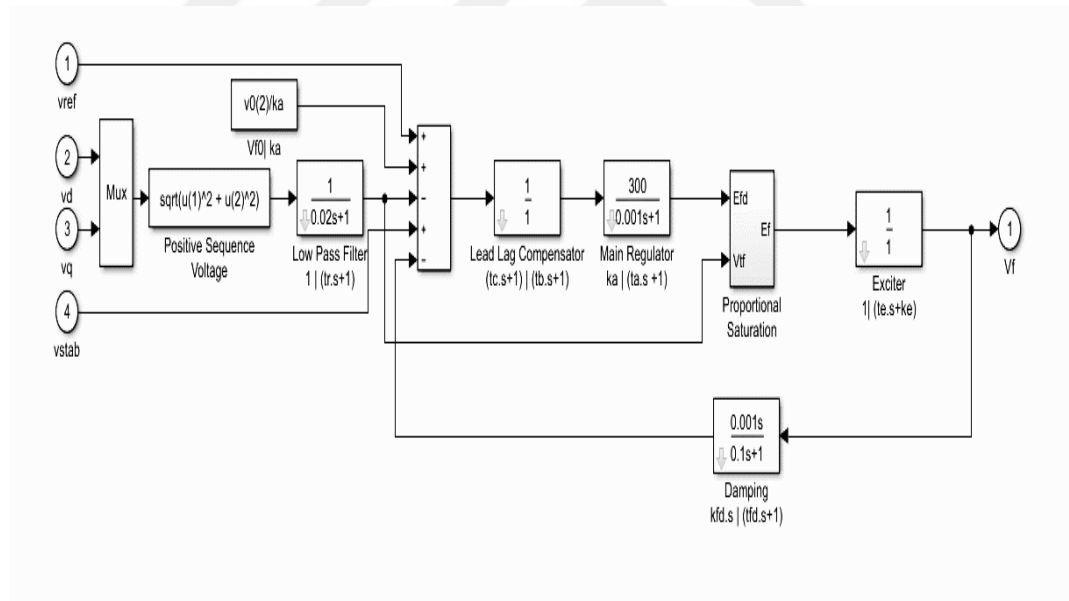 1
vref
v0(2)/ka
Vf0| ka
2
vd
Mux
3
vq
sqrt(u(1)^2 + u(2)^2)
Positive Sequence
Voltage
1
0.02s+1
Low Pass Filter
1 | (tr.s+1)
4
vstab
+
+
−
+
−
1
1
Lead Lag Compensator
(tc.s+1) | (tb.s+1)
300
0.001s+1
Main Regulator
ka | (ta.s +1)
Efd
Ef
Vtf
Proportional
Saturation
1
1
Exciter
1| (te.s+ke)
1
Vf
0.001s
0.1s+1
Damping
kfd.s | (tfd.s+1)